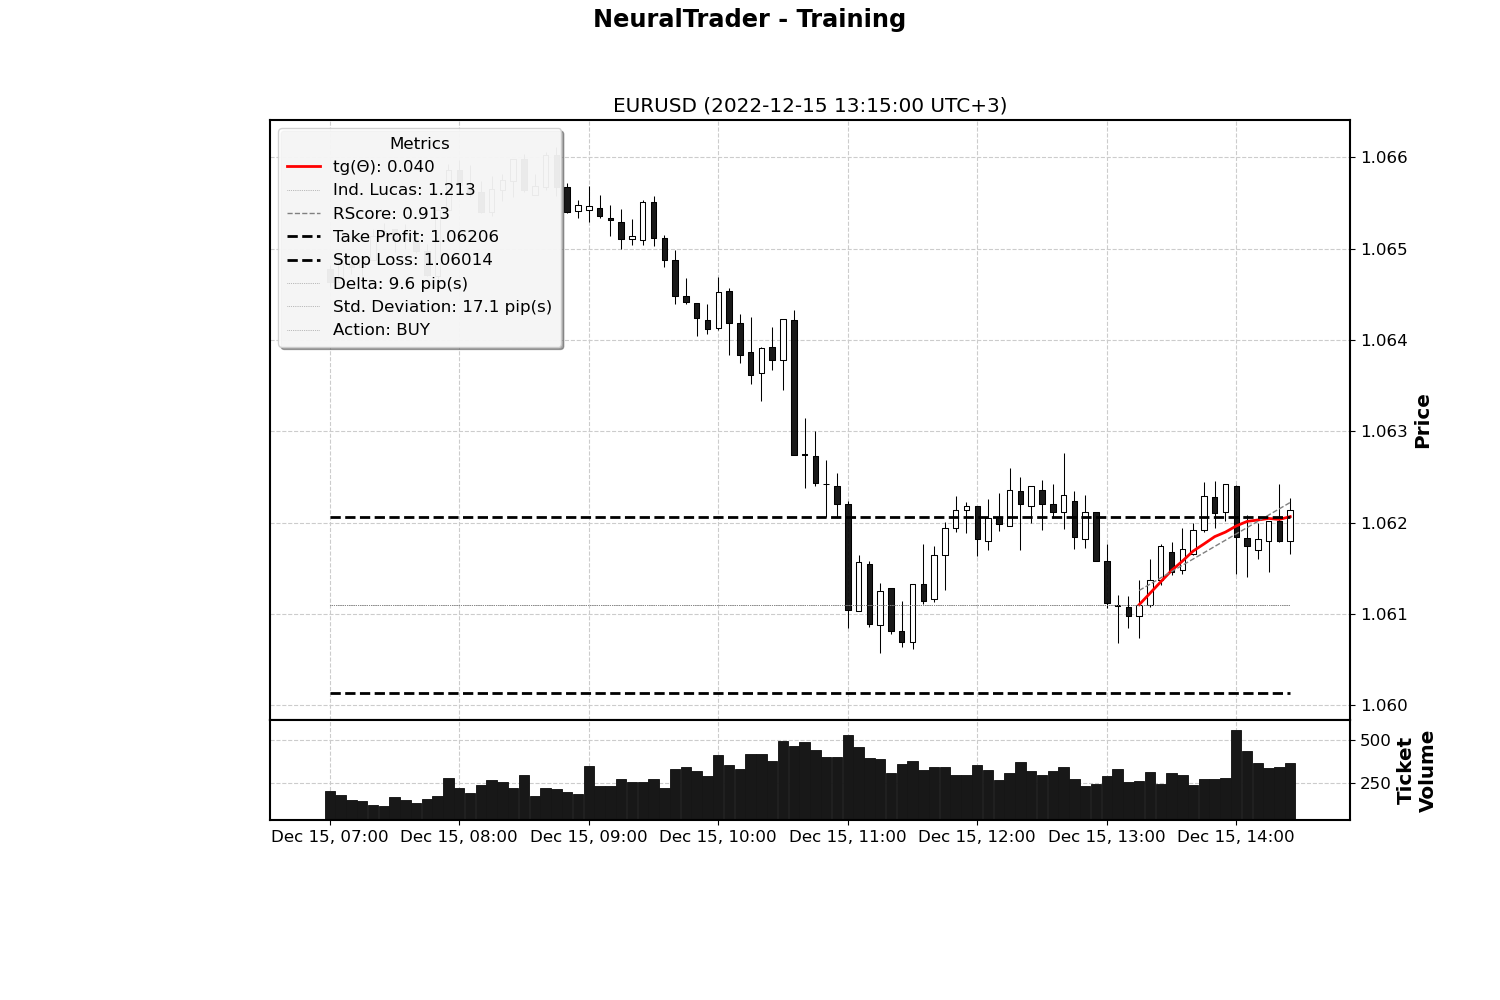 NeuralTrader - Training
EURUSD (2022-12-15 13:15:00 UTC+3)
Metrics
tg(Θ): 0.040
Ind. Lucas: 1.213
RScore: 0.913
Take Profit: 1.06206
Stop Loss: 1.06014
Delta: 9.6 pip(s)
Std. Deviation: 17.1 pip(s)
Action: BUY
1.066
1.065
1.064
1.063
1.062
1.061
1.060
Price
500
250
Ticket
Volume
Dec 15, 07:00 Dec 15, 08:00 Dec 15, 09:00 Dec 15, 10:00 Dec 15, 11:00 Dec 15, 12:00 Dec 15, 13:00 Dec 15, 14:00